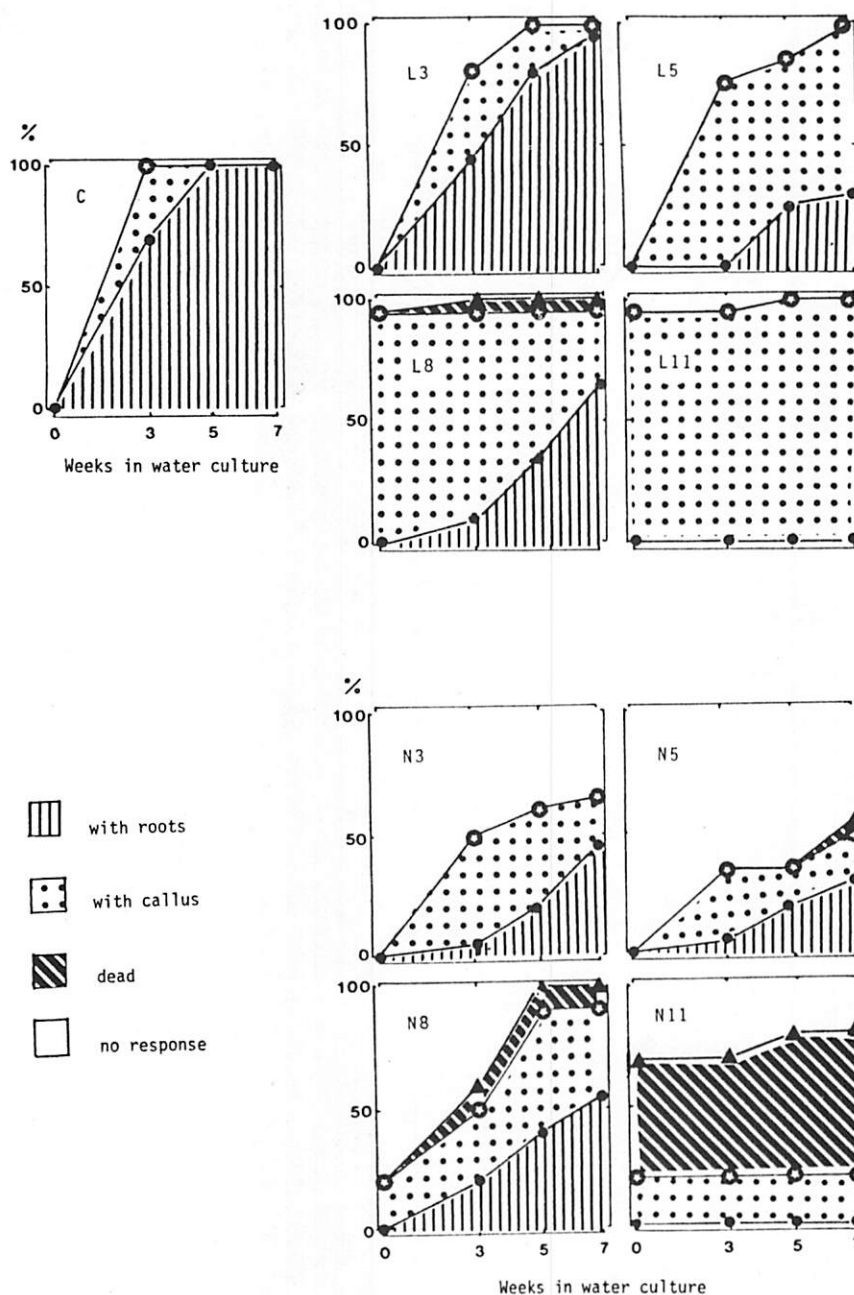 %
100
50
0
C
0 3 5 7
Weeks in water culture
100
50
0
L3
L5
100
50
0
L8
L11
%
100
50
0
N3
N5
100
50
0
N8
N11
0 3 5 7
0 3 5
Weeks in water culture
with roots
with callus
dead
no response